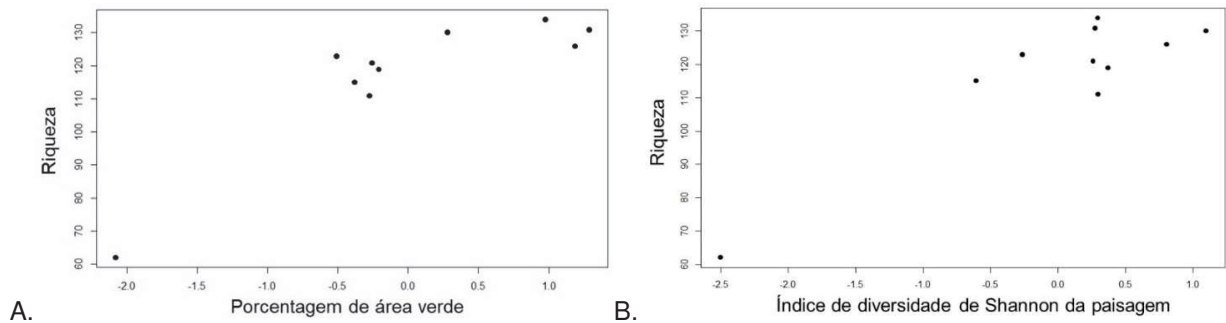 Riqueza
130
120
110
100
90
80
70
60
-2.0 -1.5 -1.0 -0.5 0.0 0.5 1.0
Porcentagem de área verde
A.
Riqueza
130
120
110
100
90
80
70
60
-2.5 -2.0 -1.5 -1.0 -0.5 0.0 0.5 1.0
Índice de diversidade de Shannon da paisagem
B.